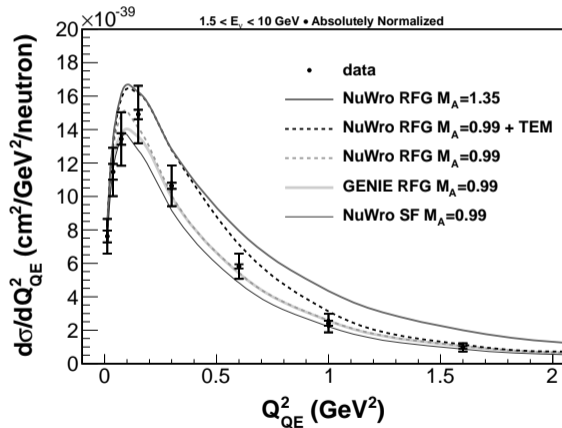 ×10⁻³⁹
1.5 < Eᵥ < 10 GeV • Absolutely Normalized
20
18
16
14
12
10
8
6
4
2
0
dσ/dQ²QE (cm²/GeV²/neutron)
data
NuWro RFG M_A=1.35
NuWro RFG M_A=0.99 + TEM
NuWro RFG M_A=0.99
GENIE RFG M_A=0.99
NuWro SF M_A=0.99
0 0.5 1 1.5 2
Q²QE (GeV²)